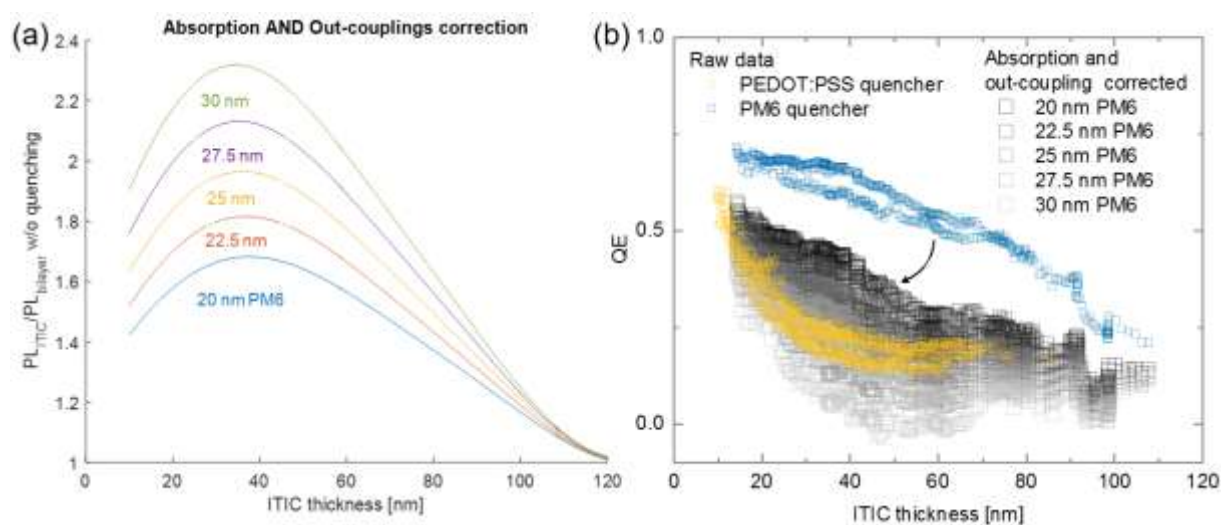 (a)
Absorption AND Out-couplings correction
2.4
2.2
2
1.8
1.6
1.4
1.2
1
PL_ITIC/PL_bilayer w/o quenching
30 nm
27.5 nm
25 nm
22.5 nm
20 nm PM6
0 20 40 60 80 100 120
ITIC thickness [nm]
(b)
1.0
0.5
0.0
QE
Raw data
PEDOT:PSS quencher
PM6 quencher
Absorption and
out-coupling corrected
20 nm PM6
22.5 nm PM6
25 nm PM6
27.5 nm PM6
30 nm PM6
0 20 40 60 80 100 120
ITIC thickness [nm]